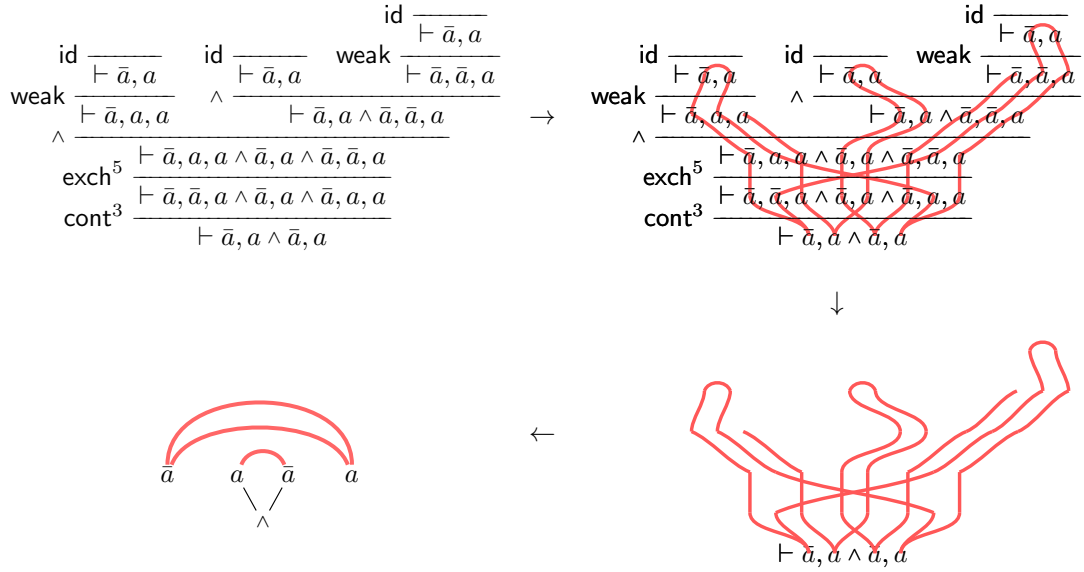 id
⊢ ā, a
id ⊢ ā, a id ⊢ ā, a weak ⊢ ā, ā, a
weak ⊢ ā, a, a ∧ ⊢ ā, a ∧ ā, ā, a
∧ ⊢ ā, a, a ∧ ā, a ∧ ā, ā, a
exch⁵ ⊢ ā, ā, a ∧ ā, a ∧ ā, a, a
cont³ ⊢ ā, a ∧ ā, a
→
id
⊢ ā, a
id ⊢ ā, a id ⊢ ā, a weak ⊢ ā, ā, a
weak ⊢ ā, a, a ∧ ⊢ ā, a ∧ ā, ā, a
∧ ⊢ ā, a, a ∧ ā, a ∧ ā, ā, a
exch⁵ ⊢ ā, ā, a ∧ ā, a ∧ ā, a, a
cont³ ⊢ ā, a ∧ ā, a
↓
⊢ ā, a ∧ ā, a
←
ā a ā a
∧